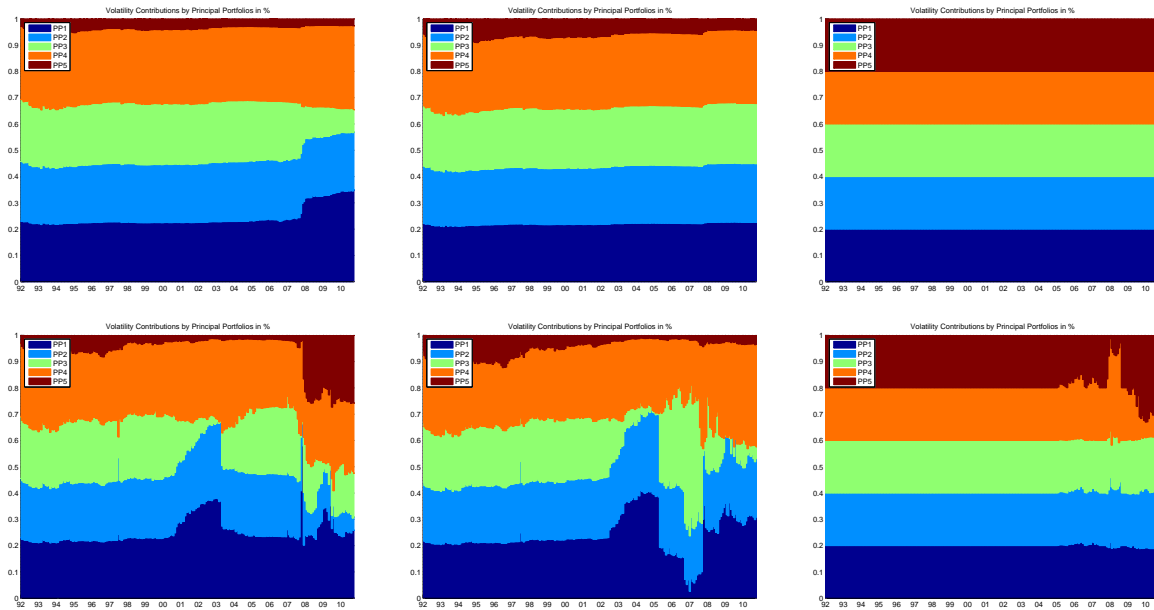 Volatility Contributions by Principal Portfolios in %
1
0.9
0.8
0.7
0.6
0.5
0.4
0.3
0.2
0.1
0
PP1
PP2
PP3
PP4
PP5
92 93 94 95 96 97 98 99 00 01 02 03 04 05 06 07 08 09 10
Volatility Contributions by Principal Portfolios in %
1
0.9
0.8
0.7
0.6
0.5
0.4
0.3
0.2
0.1
0
PP1
PP2
PP3
PP4
PP5
92 93 94 95 96 97 98 99 00 01 02 03 04 05 06 07 08 09 10
Volatility Contributions by Principal Portfolios in %
1
0.9
0.8
0.7
0.6
0.5
0.4
0.3
0.2
0.1
0
PP1
PP2
PP3
PP4
PP5
92 93 94 95 96 97 98 99 00 01 02 03 04 05 06 07 08 09 10
Volatility Contributions by Principal Portfolios in %
1
0.9
0.8
0.7
0.6
0.5
0.4
0.3
0.2
0.1
0
PP1
PP2
PP3
PP4
PP5
92 93 94 95 96 97 98 99 00 01 02 03 04 05 06 07 08 09 10
Volatility Contributions by Principal Portfolios in %
1
0.9
0.8
0.7
0.6
0.5
0.4
0.3
0.2
0.1
0
PP1
PP2
PP3
PP4
PP5
92 93 94 95 96 97 98 99 00 01 02 03 04 05 06 07 08 09 10
Volatility Contributions by Principal Portfolios in %
1
0.9
0.8
0.7
0.6
0.5
0.4
0.3
0.2
0.1
0
PP1
PP2
PP3
PP4
PP5
92 93 94 95 96 97 98 99 00 01 02 03 04 05 06 07 08 09 10